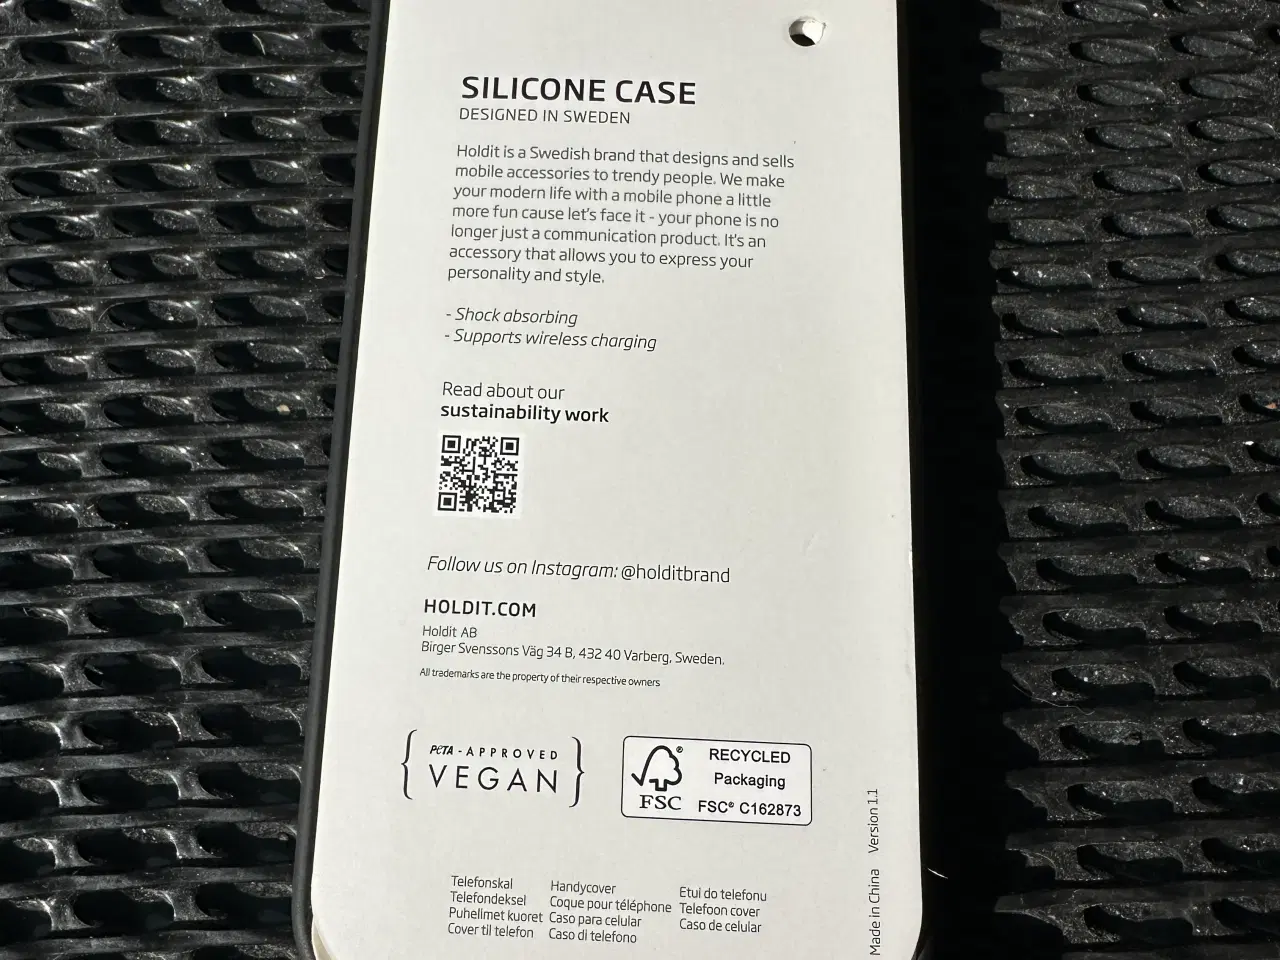 SILICONE CASE
DESIGNED IN SWEDEN
Holdit is a Swedish brand that designs and sells
mobile accessories to trendy people. We make
your modern life with a mobile phone a little
more fun cause let's face it - your phone is no
longer just a communication product. It's an
accessory that allows you to express your
personality and style.
- Shock absorbing
- Supports wireless charging
Read about our
sustainability work
Follow us on Instagram: @holditbrand
HOLDIT.COM
Holdit AB
Birger Svenssons Väg 34 B, 432 40 Varberg, Sweden.
All trademarks are the property of their respective owners
PETA - APPROVED
VEGAN
FSC®
RECYCLED
Packaging
FSC® C162873
Telefonskal
Telefondeksel
Puhelimet kuoret
Cover til telefon
Handycover
Coque pour téléphone
Caso para celular
Caso di telefono
Etui do telefonu
Telefoon cover
Caso de celular
Made in China Version 1.1